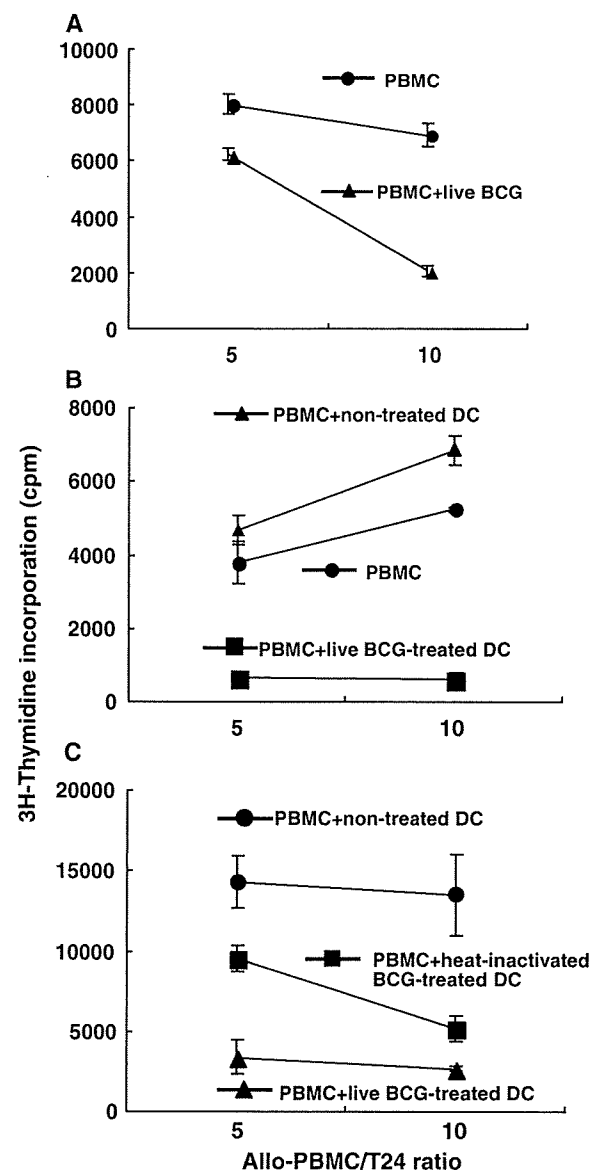 A
10000
8000
6000
4000
2000
0
PBMC
PBMC+live BCG
5 10
B
8000
6000
4000
2000
0
PBMC+non-treated DC
PBMC
PBMC+live BCG-treated DC
5 10
C
20000
15000
10000
5000
0
PBMC+non-treated DC
PBMC+heat-inactivated
BCG-treated DC
PBMC+live BCG-treated DC
5 10
3H-Thymidine incorporation (cpm)
Allo-PBMC/T24 ratio